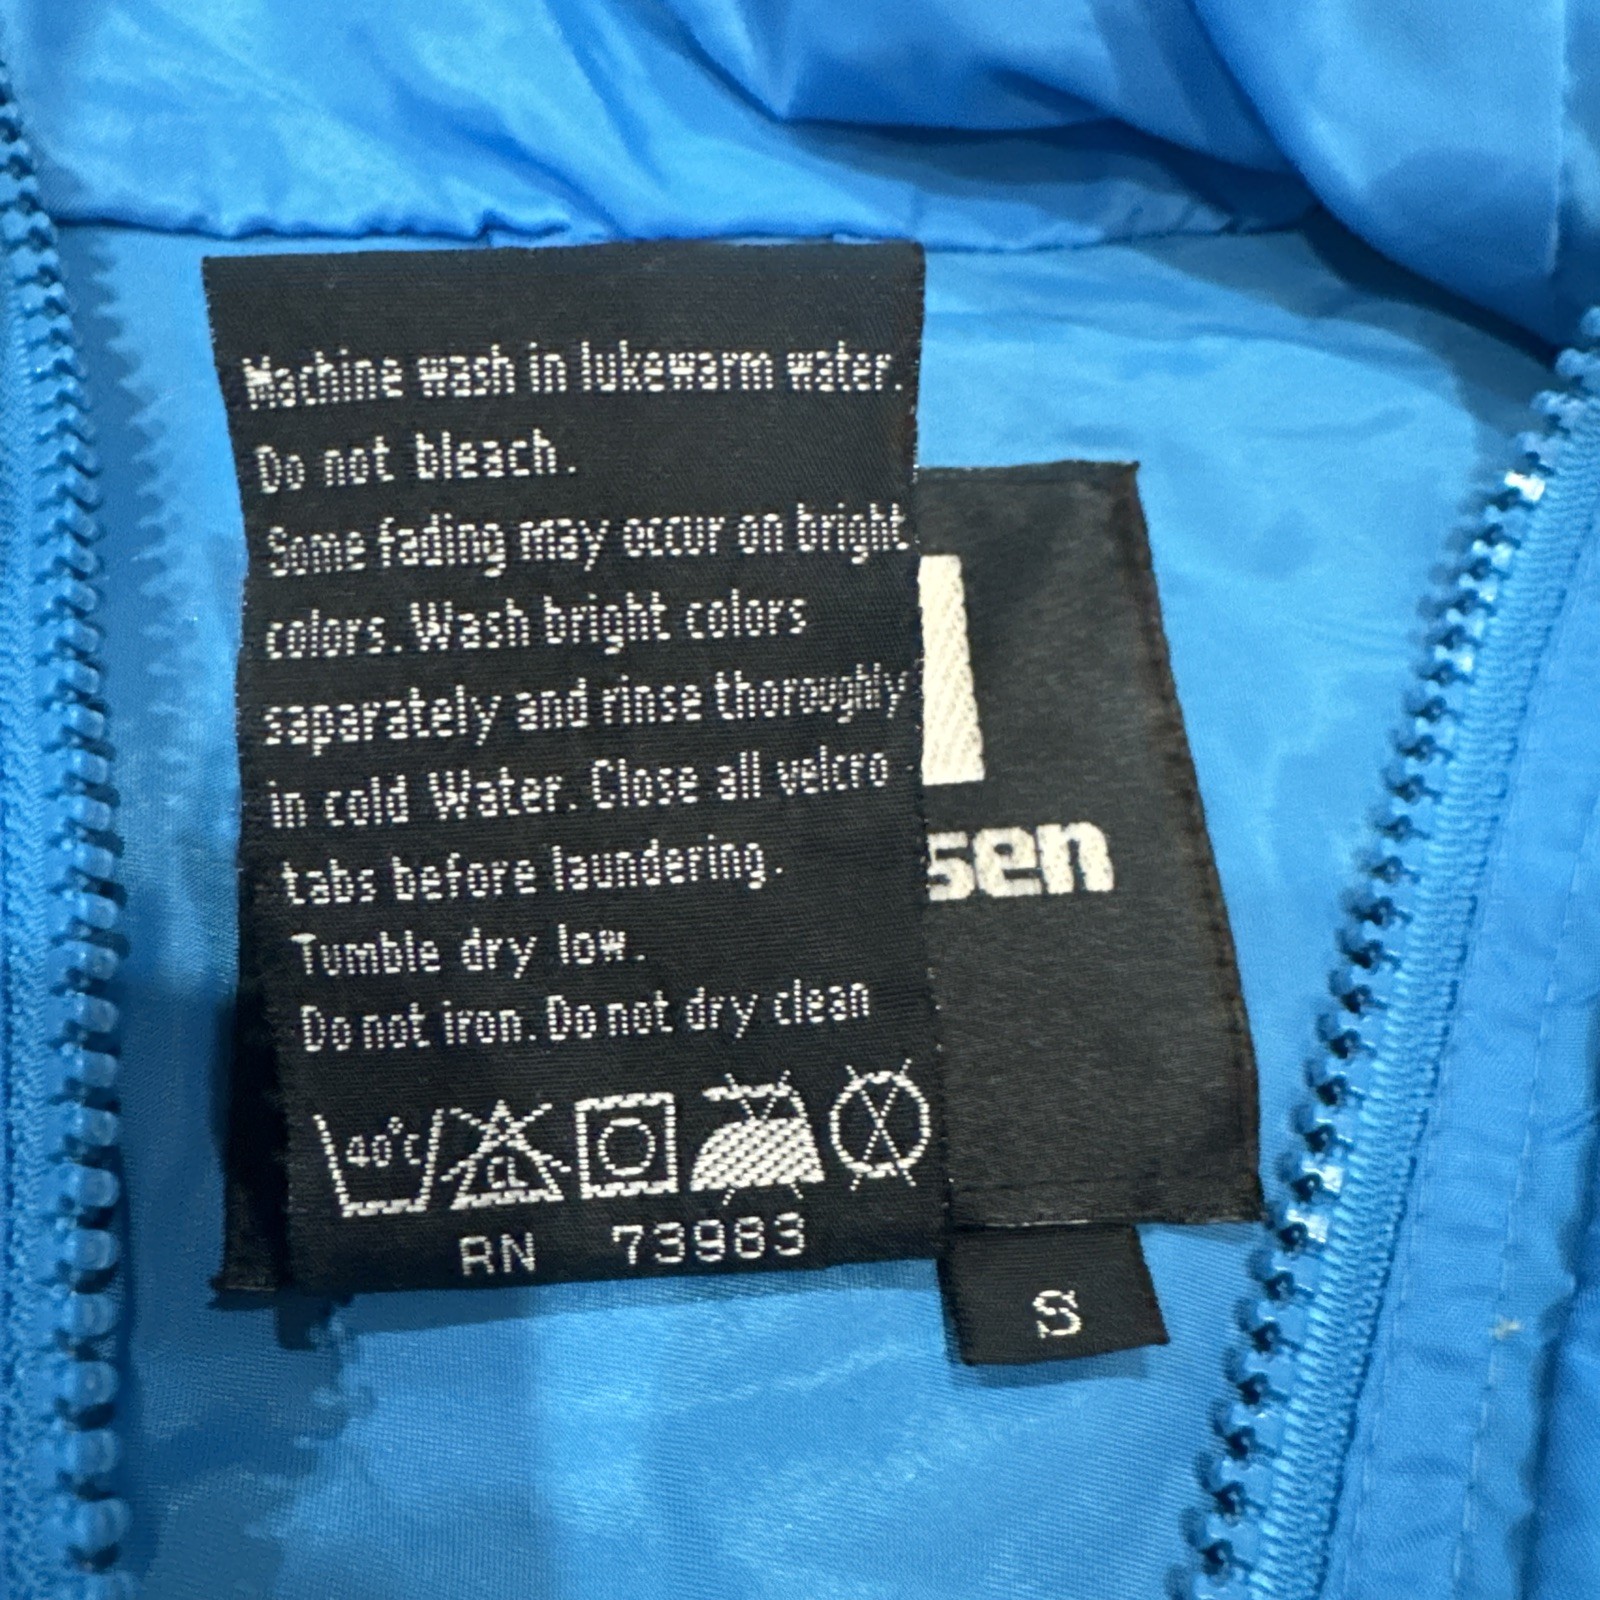 Machine wash in lukewarm water.
Do not bleach.
Some fading may occur on bright
colors. Wash bright colors
saparately and rinse thoroughly
in cold Water. Close all velcro
tabs before laundering.
Tumble dry low.
Do not iron. Do not dry clean
40°C CL
RN 73983
sen
S